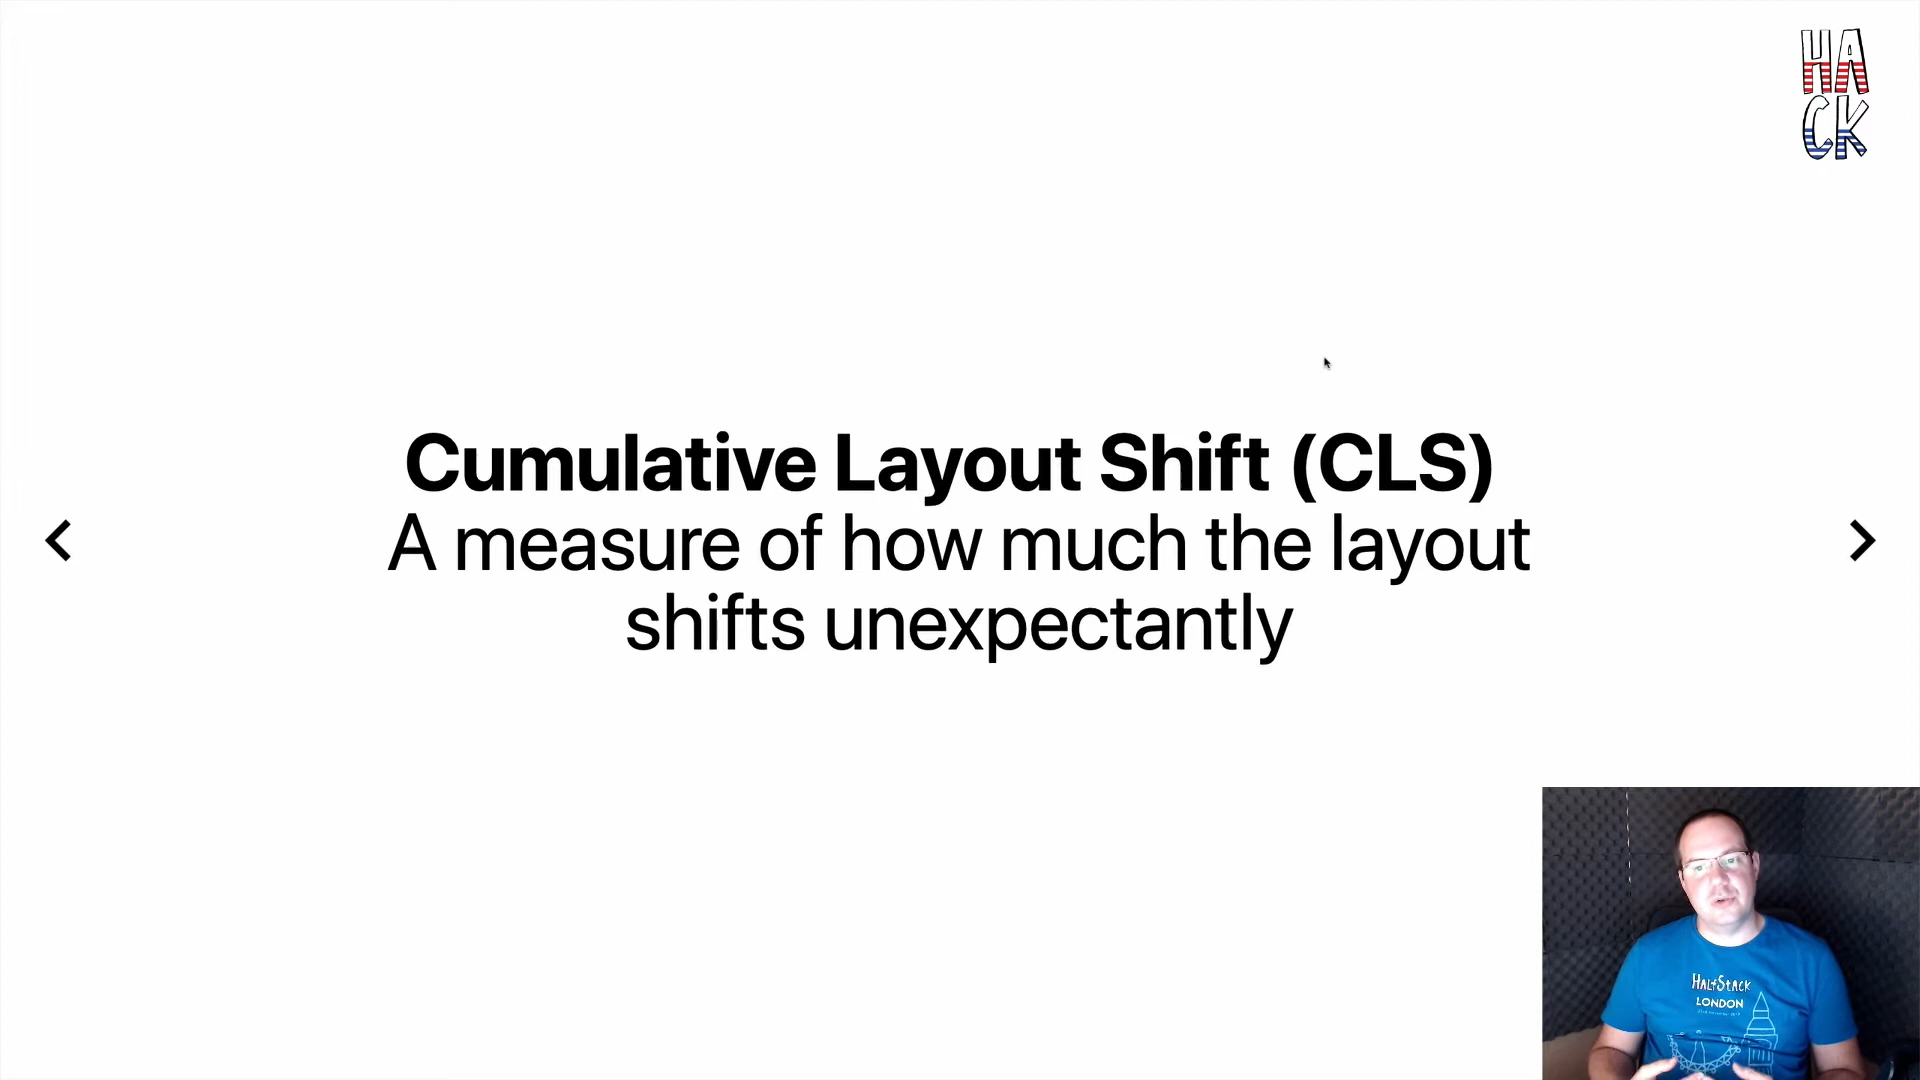 HA
CK
Cumulative Layout Shift (CLS)
A measure of how much the layout
shifts unexpectantly
HALFSTACK
LONDON